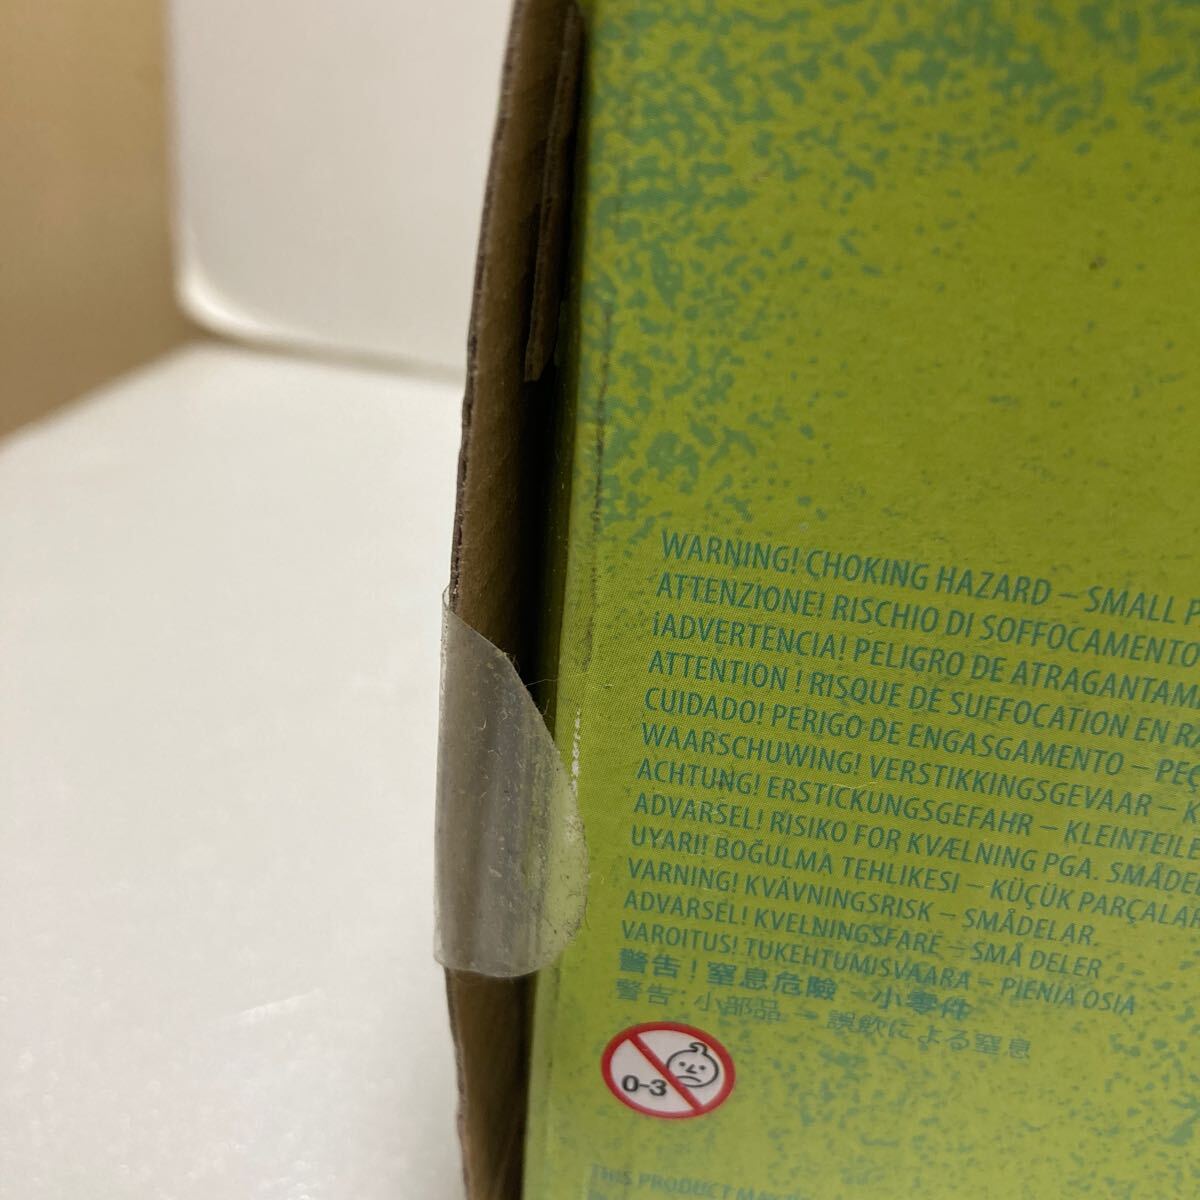 WARNING! CHOKING HAZARD – SMALL
ATTENZIONE! RISCHIO DI SOFFOCAMENTO
¡ADVERTENCIA! PELIGRO DE ATRAGANTAM
ATTENTION ! RISQUE DE SUFFOCATION EN
CUIDADO! PERIGO DE ENGASGAMENTO – PEÇ
WAARSCHUWING! VERSTIKKINGSGEVAAR – K
ACHTUNG! ERSTICKUNGSGEFAHR – KLEINTEILE
ADVARSEL! RISIKO FOR KVÆLNING PGA. SMÅDE
UYARI! BOĞULMA TEHLIKESI – KÜÇÜK PARÇALAR
VARNING! KVÄVNINGSRISK – SMÅDELAR.
ADVARSEL! KVELNINGSFARE – SMÅ DELER
VAROITUS! TUKEHTUMISVAARA – PIENIA OSIA
警告！窒息危險 – 小零件
警告: 小部品 – 誤飲による窒息
0-3
THIS PRODUCT MAY